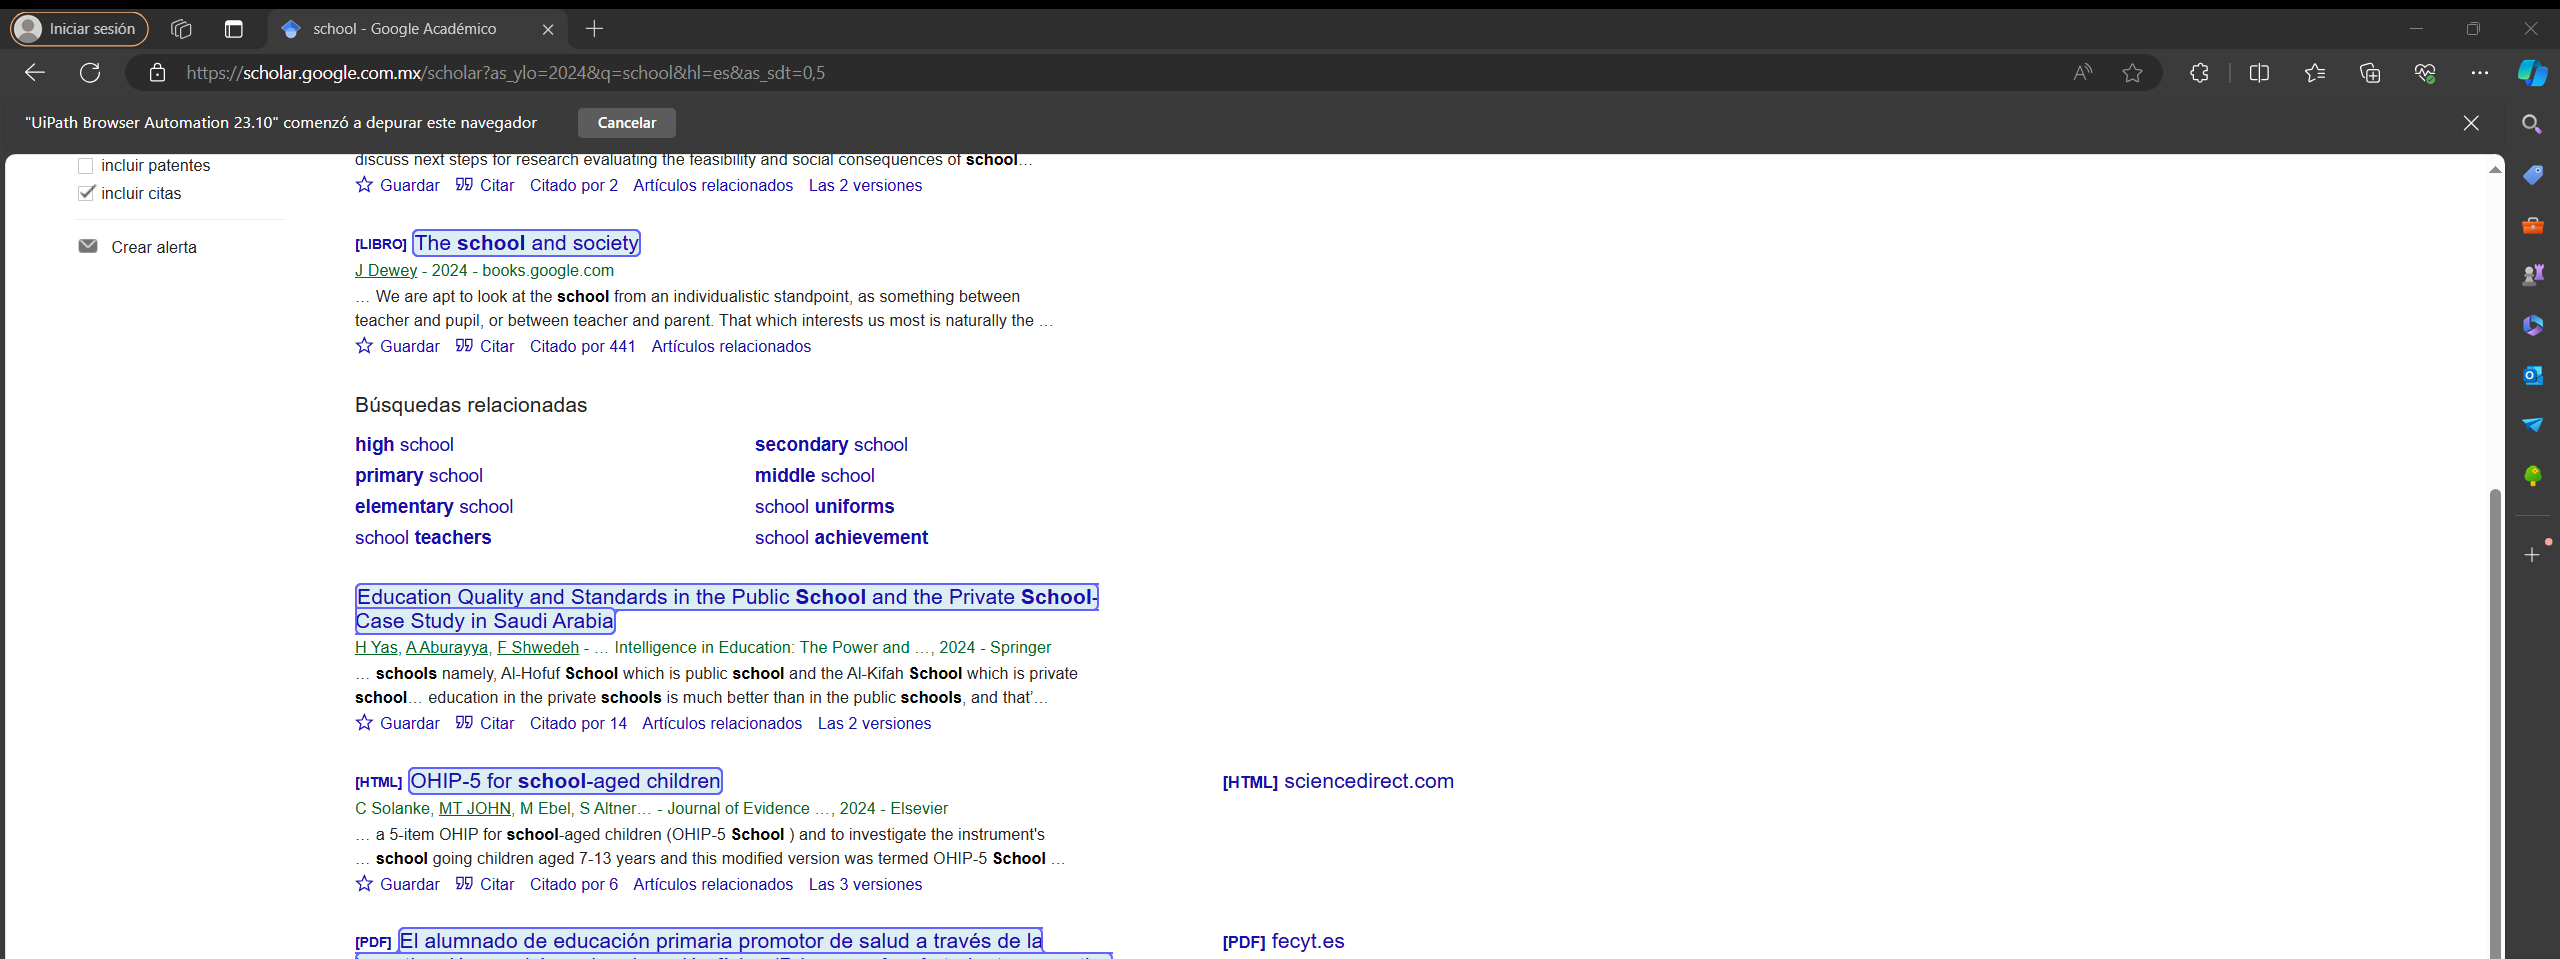 Iniciar sesión
school - Google Académico
https://scholar.google.com.mx/scholar?as_ylo=2024&q=school&hl=es&as_sdt=0,5
"UiPath Browser Automation 23.10" comenzó a depurar este navegador
Cancelar
incluir patentes
incluir citas
Crear alerta
discuss next steps for research evaluating the feasibility and social consequences of school…
Guardar Citar Citado por 2 Artículos relacionados Las 2 versiones
[LIBRO] The school and society
J Dewey - 2024 - books.google.com
… We are apt to look at the school from an individualistic standpoint, as something between
teacher and pupil, or between teacher and parent. That which interests us most is naturally the …
Guardar Citar Citado por 441 Artículos relacionados
Búsquedas relacionadas
high school
secondary school
primary school
middle school
elementary school
school uniforms
school teachers
school achievement
Education Quality and Standards in the Public School and the Private School-
Case Study in Saudi Arabia
H Yas, A Aburayya, F Shwedeh - … Intelligence in Education: The Power and …, 2024 - Springer
… schools namely, Al-Hofuf School which is public school and the Al-Kifah School which is private
school… education in the private schools is much better than in the public schools, and that'…
Guardar Citar Citado por 14 Artículos relacionados Las 2 versiones
[HTML] OHIP-5 for school-aged children
[HTML] sciencedirect.com
C Solanke, MT JOHN, M Ebel, S Altner… - Journal of Evidence …, 2024 - Elsevier
… a 5-item OHIP for school-aged children (OHIP-5 School ) and to investigate the instrument's
… school going children aged 7-13 years and this modified version was termed OHIP-5 School …
Guardar Citar Citado por 6 Artículos relacionados Las 3 versiones
[PDF] El alumnado de educación primaria promotor de salud a través de la
[PDF] fecyt.es